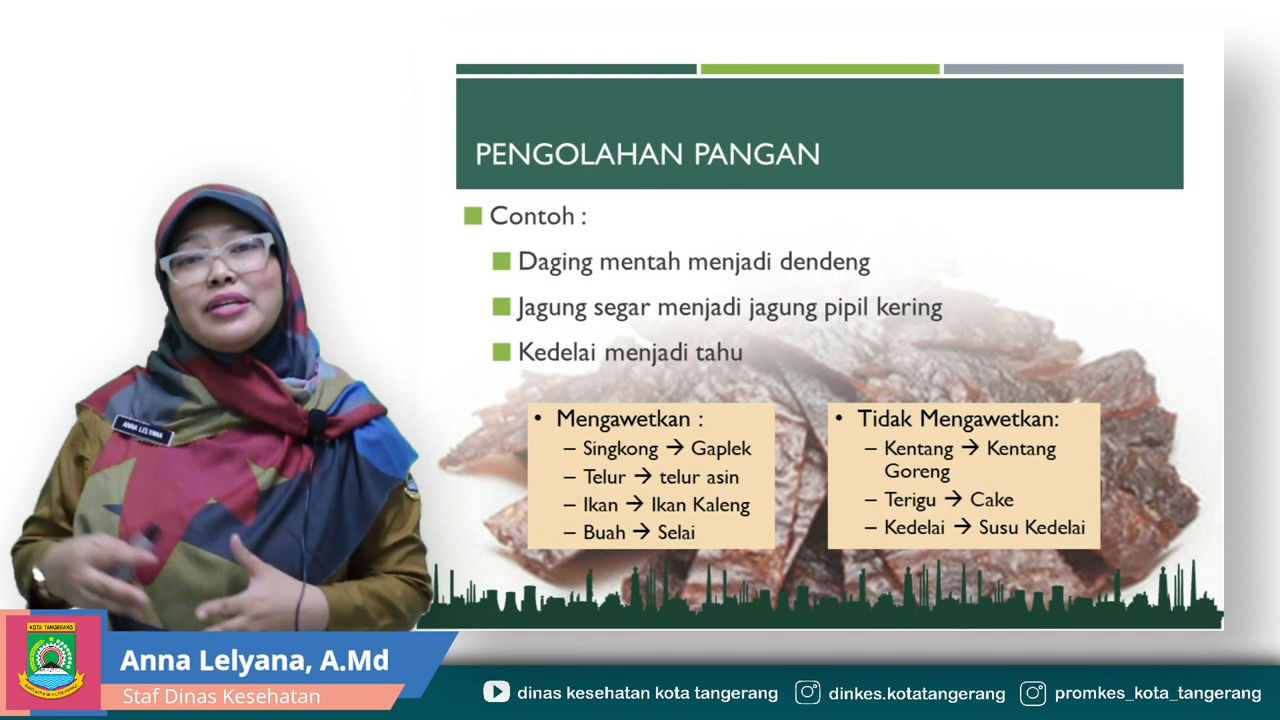 PENGOLAHAN PANGAN
Contoh :
Daging mentah menjadi dendeng
Jagung segar menjadi jagung pipil kering
Kedelai menjadi tahu
• Mengawetkan :
– Singkong → Gaplek
– Telur → telur asin
– Ikan → Ikan Kaleng
– Buah → Selai
• Tidak Mengawetkan:
– Kentang → Kentang
Goreng
– Terigu → Cake
– Kedelai → Susu Kedelai
ANNA LELYANA
KOTA TANGERANG
Anna Lelyana, A.Md
Staf Dinas Kesehatan
dinas kesehatan kota tangerang
dinkes.kotatangerang
promkes_kota_tangerang